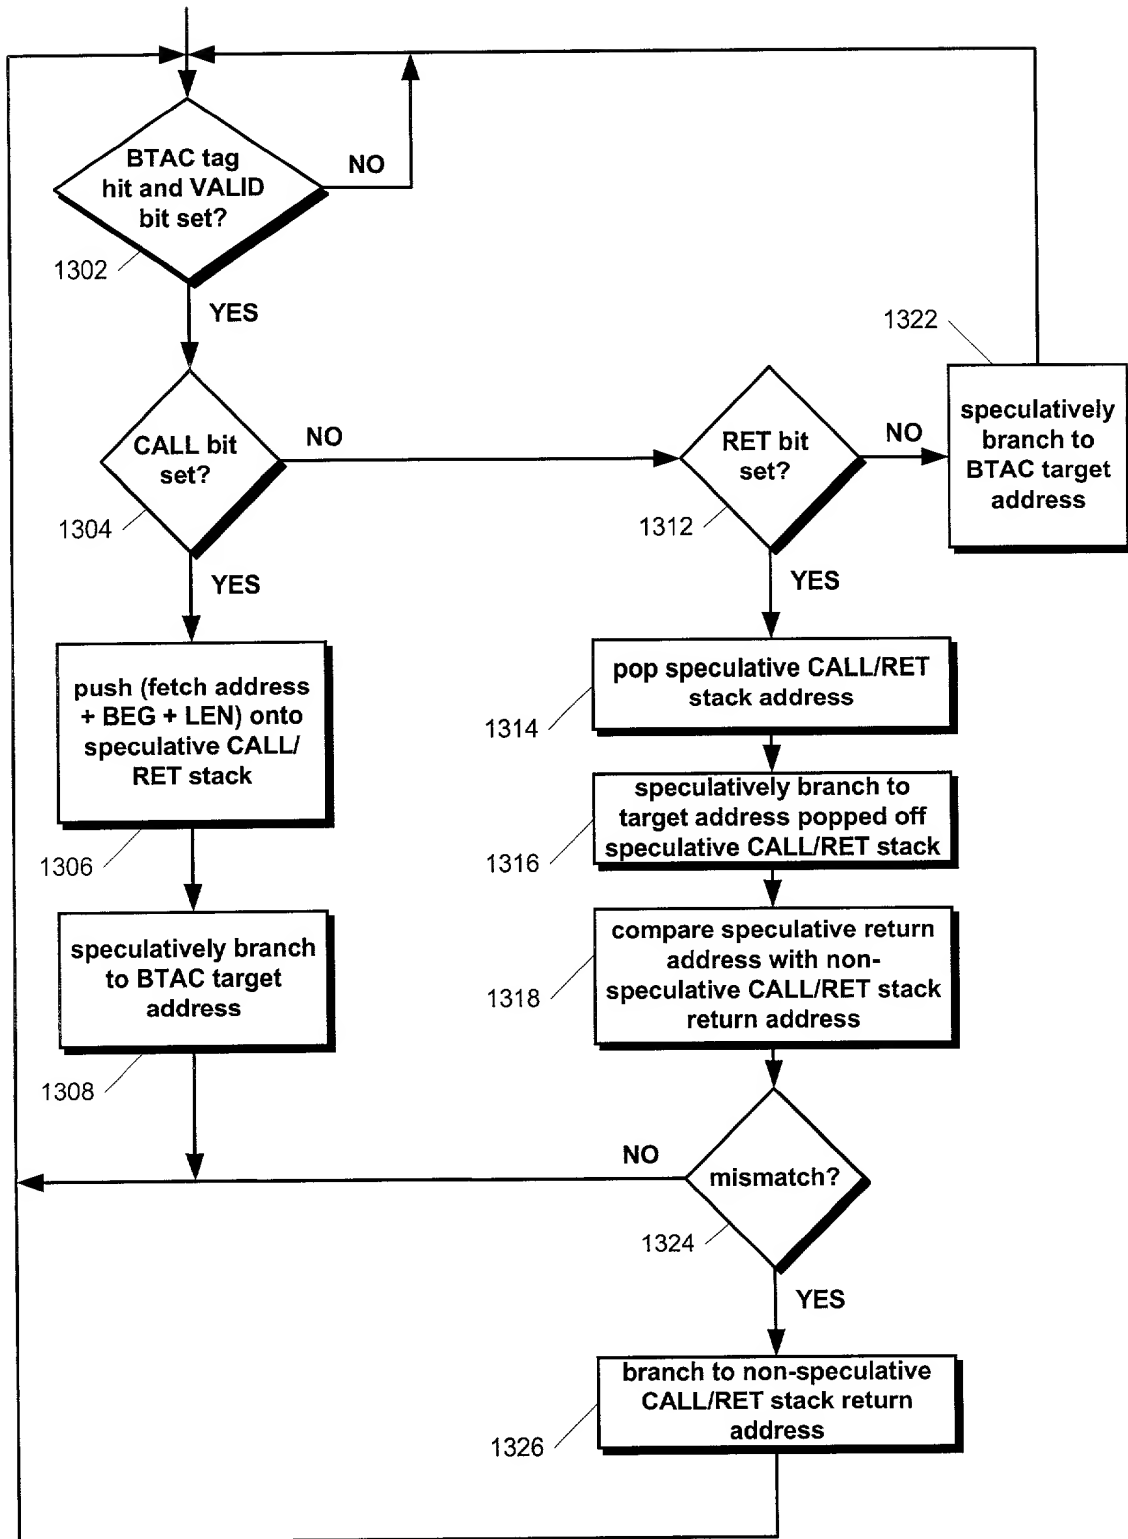 BTAC tag
hit and VALID
bit set?
NO
1302
YES
1322
CALL bit
set?
NO
1304
RET bit
set?
NO
1312
speculatively
branch to
BTAC target
address
YES
YES
push (fetch address
+ BEG + LEN) onto
speculative CALL/
RET stack
1306
pop speculative CALL/RET
stack address
1314
speculatively branch to
target address popped off
speculative CALL/RET stack
1316
speculatively branch
to BTAC target
address
1308
compare speculative return
address with non-
speculative CALL/RET stack
return address
1318
NO
mismatch?
1324
YES
branch to non-speculative
CALL/RET stack return
address
1326